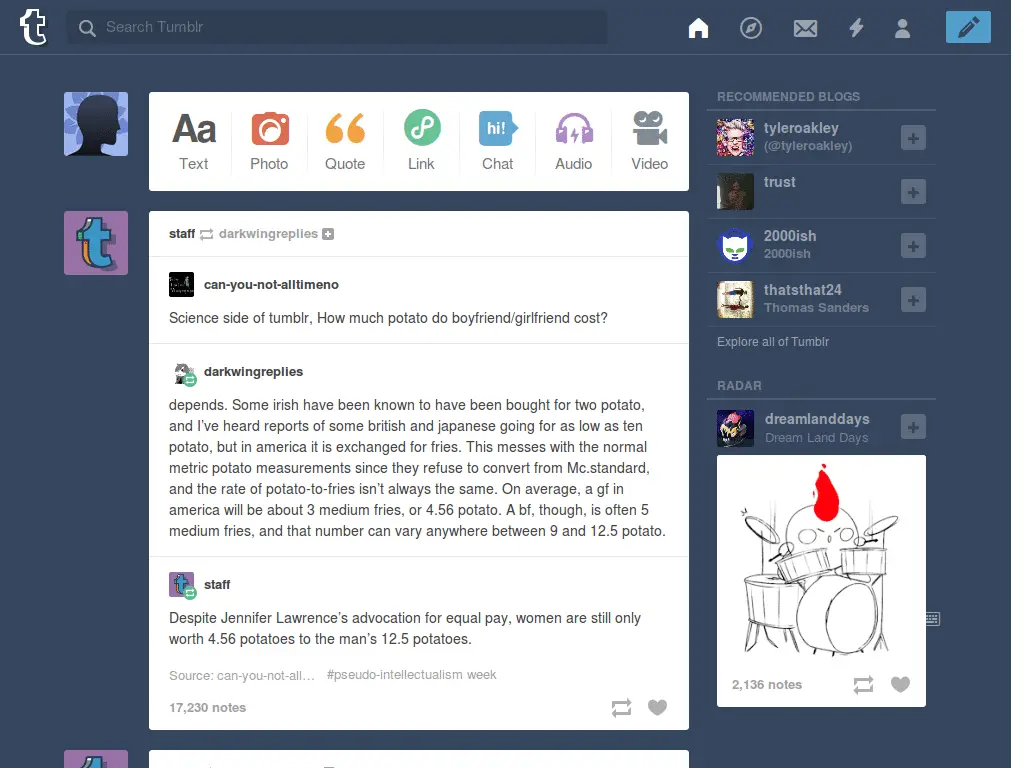 Search Tumblr
Aa
hi!
Text
Photo
Quote
Link
Chat
Audio
Video
staff darkwingreplies
can-you-not-alltimeno
Science side of tumblr, How much potato do boyfriend/girlfriend cost?
darkwingreplies
depends. Some irish have been known to have been bought for two potato,
and I’ve heard reports of some british and japanese going for as low as ten
potato, but in america it is exchanged for fries. This messes with the normal
metric potato measurements since they refuse to convert from Mc.standard,
and the rate of potato-to-fries isn’t always the same. On average, a gf in
america will be about 3 medium fries, or 4.56 potato. A bf, though, is often 5
medium fries, and that number can vary anywhere between 9 and 12.5 potato.
staff
Despite Jennifer Lawrence’s advocation for equal pay, women are still only
worth 4.56 potatoes to the man’s 12.5 potatoes.
Source: can-you-not-all… #pseudo-intellectualism week
17,230 notes
RECOMMENDED BLOGS
tyleroakley
(@tyleroakley)
trust
2000ish
2000ish
thatsthat24
Thomas Sanders
Explore all of Tumblr
RADAR
dreamlanddays
Dream Land Days
2,136 notes